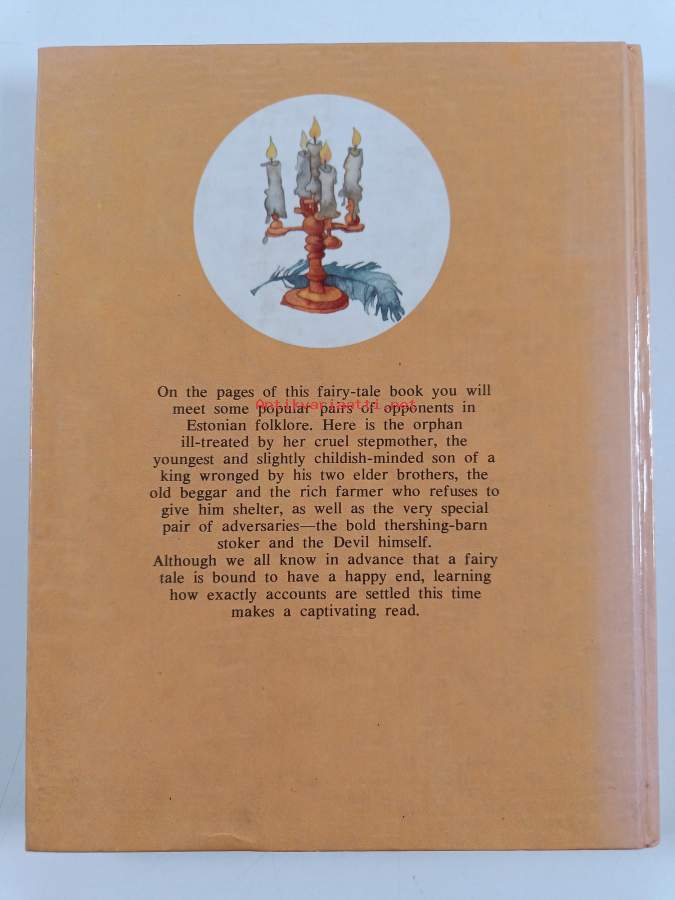 On the pages of this fairy-tale book you will
meet some popular pairs of opponents in
Antikvariaatti.net
Estonian folklore. Here is the orphan
ill-treated by her cruel stepmother, the
youngest and slightly childish-minded son of a
king wronged by his two elder brothers, the
old beggar and the rich farmer who refuses to
give him shelter, as well as the very special
pair of adversaries—the bold thershing-barn
stoker and the Devil himself.
Although we all know in advance that a fairy
tale is bound to have a happy end, learning
how exactly accounts are settled this time
makes a captivating read.